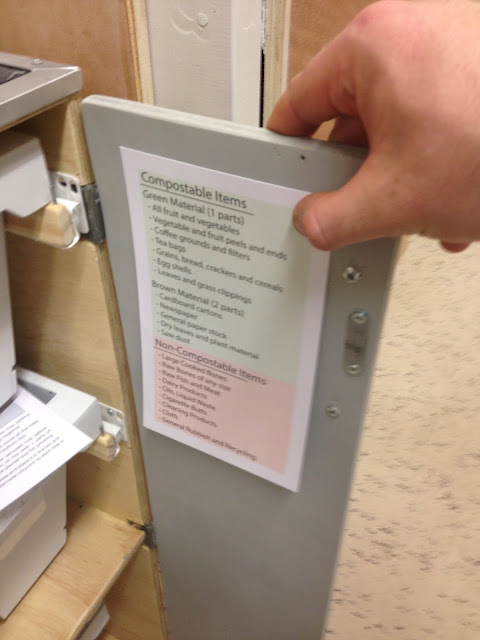 Compostable Items
Green Material (1 parts)
- All fruit and vegetables
- Vegetable and fruit peels and ends
- Coffee grounds and filters
- Tea bags
- Grains, bread, crackers and cereals
- Egg shells
- Leaves and grass clippings
Brown Material (2 parts)
- Cardboard cartons
- Newspaper
- General paper stock
- Dry leaves and plant material
- Saw dust
Non-Compostable Items:
- Large Cooked Bones
- Raw Bones of any size
- Raw Fish and Meat
- Dairy Products
- Oils, Liquid Waste
- Cigarette Butts
- Cleaning Products
- Cloth
- General Rubbish and Recycling